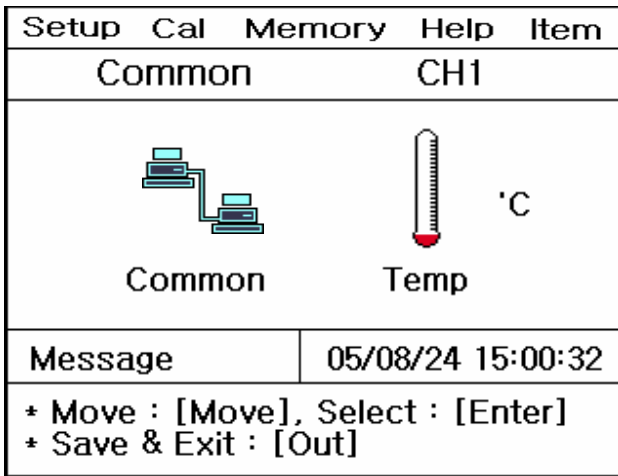 Setup Cal Memory Help Item
Common CH1
'C
Common Temp
Message 05/08/24 15:00:32
* Move : [Move], Select : [Enter]
* Save & Exit : [Out]